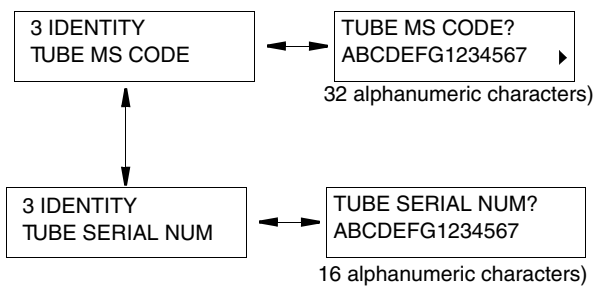 3 IDENTITY
TUBE MS CODE
TUBE MS CODE?
ABCDEFG1234567
32 alphanumeric characters)
3 IDENTITY
TUBE SERIAL NUM
TUBE SERIAL NUM?
ABCDEFG1234567
16 alphanumeric characters)